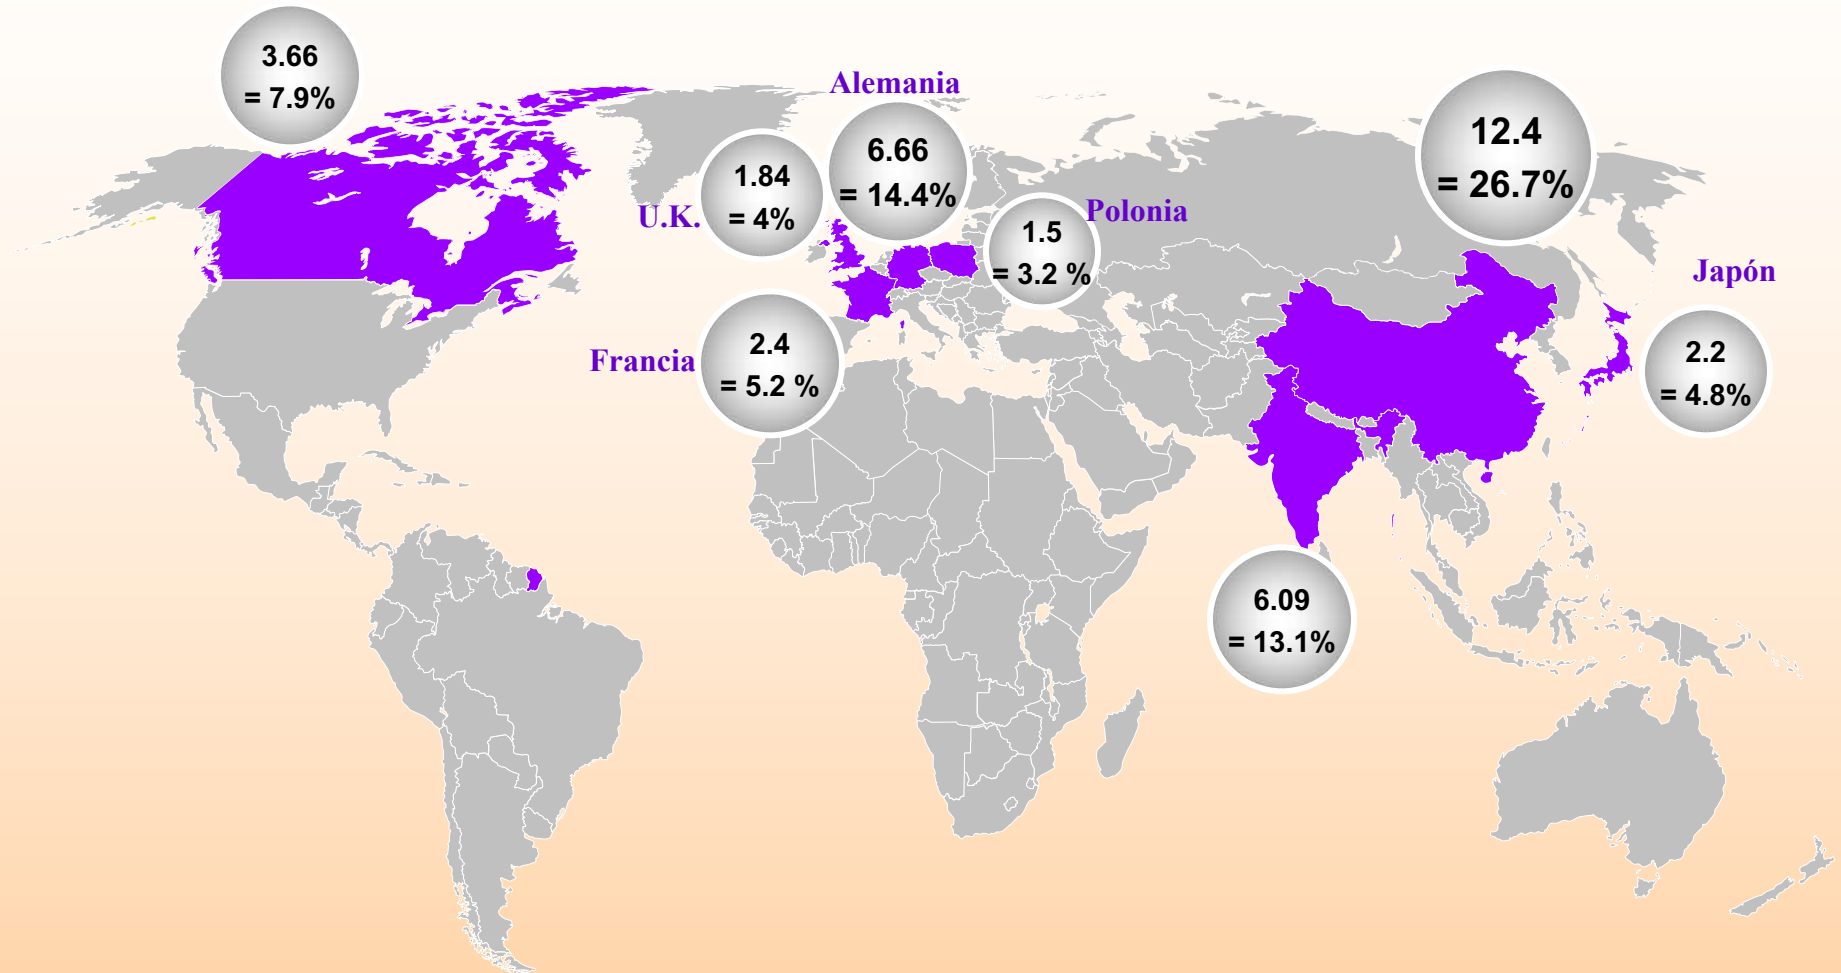 3.66
= 7.9%
Alemania
6.66
= 14.4%
12.4
= 26.7%
1.84
= 4%
U.K.
Polonia
1.5
= 3.2 %
Japón
2.2
= 4.8%
Francia
2.4
= 5.2 %
6.09
= 13.1%